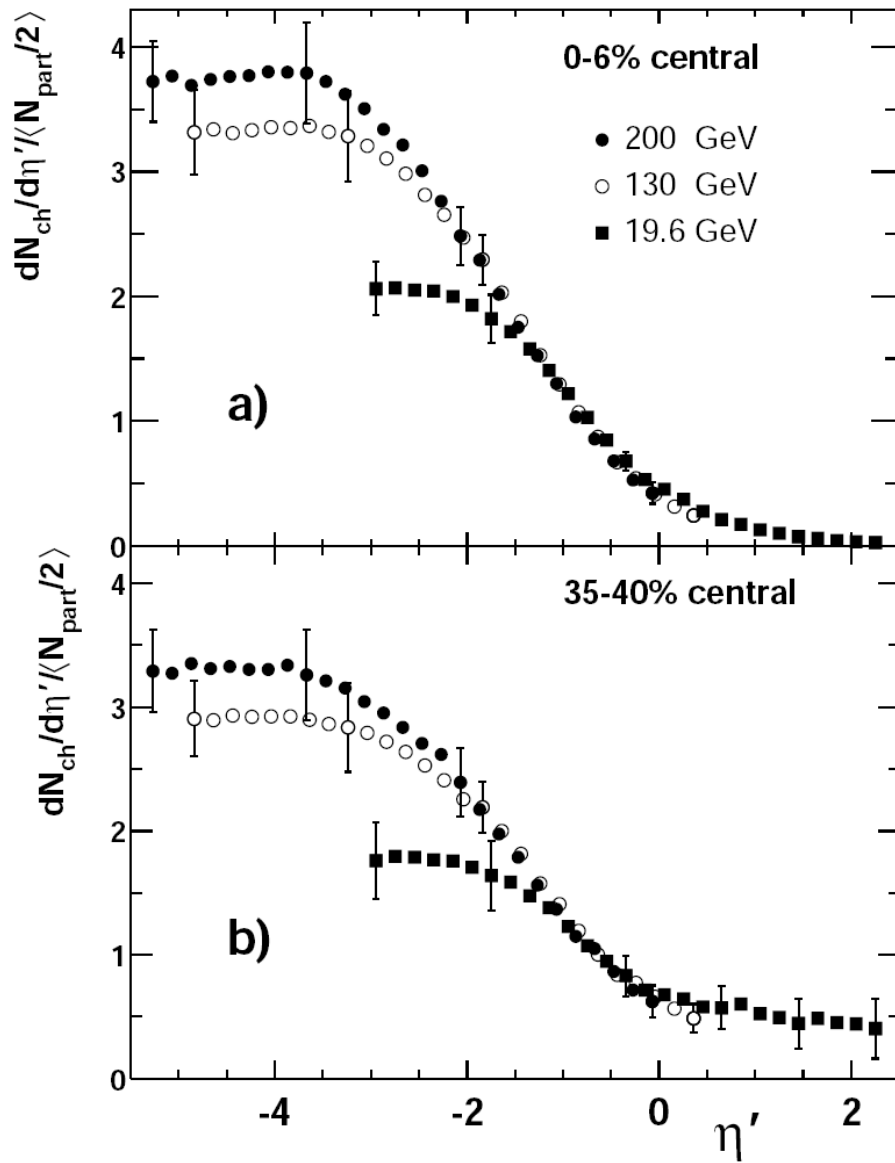 dN_ch/dη′/⟨N_part/2⟩
4
3
2
1
0
0-6% central
200 GeV
130 GeV
19.6 GeV
a)
dN_ch/dη′/⟨N_part/2⟩
4
3
2
1
0
35-40% central
b)
-4 -2 0 2
η′